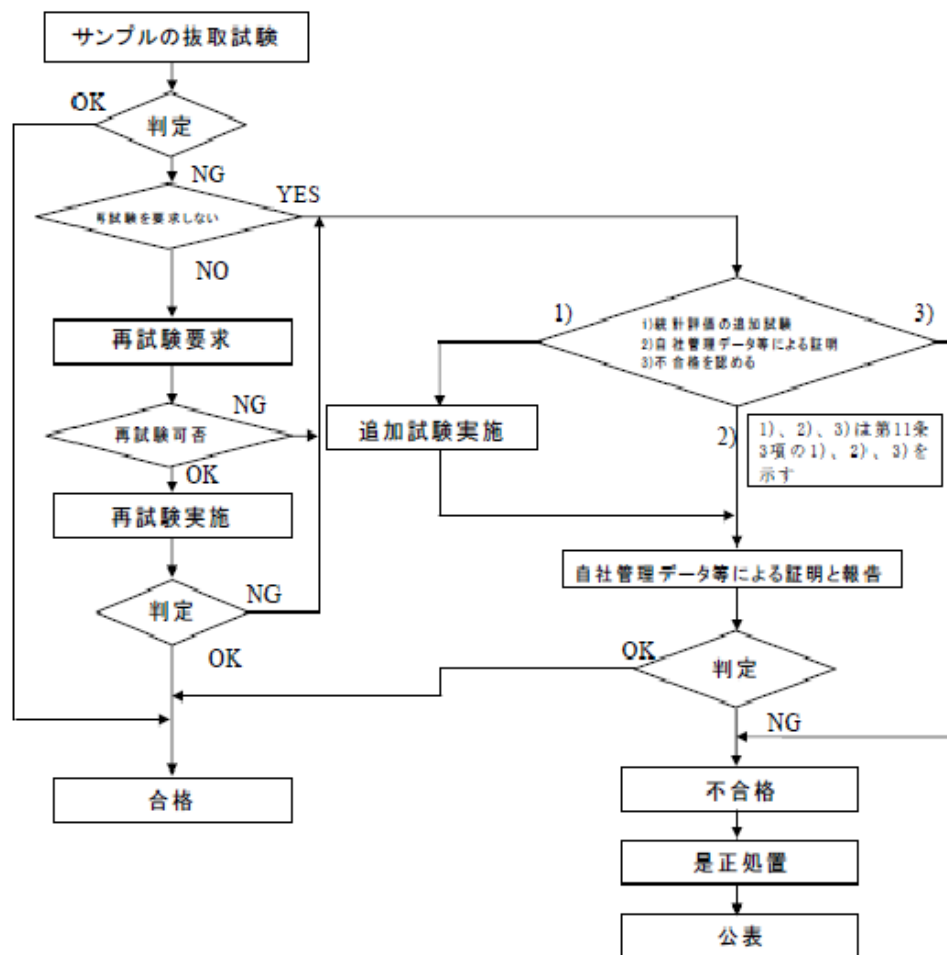 サンプルの抜取試験
OK
判定
NG
YES
再試験を要求しない
NO
再試験要求
NG
再試験可否
OK
再試験実施
判定
NG
OK
合格
1)
1)統計評価の追加試験
2)自社管理データ等による証明
3)不合格を認める
3)
追加試験実施
2)
1)、2)、3)は第11条
3項の1)、2)、3)を
示す
自社管理データ等による証明と報告
OK
判定
NG
不合格
是正処置
公表